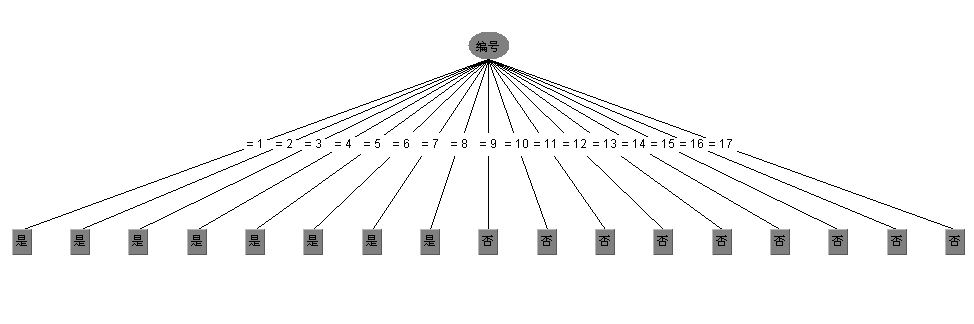 编号
= 1 = 2 = 3 = 4 = 5 = 6 = 7 = 8 = 9 = 10 = 11 = 12 = 13 = 14 = 15 = 16 = 17
是 是 是 是 是 是 是 是 否 否 否 否 否 否 否 否 否